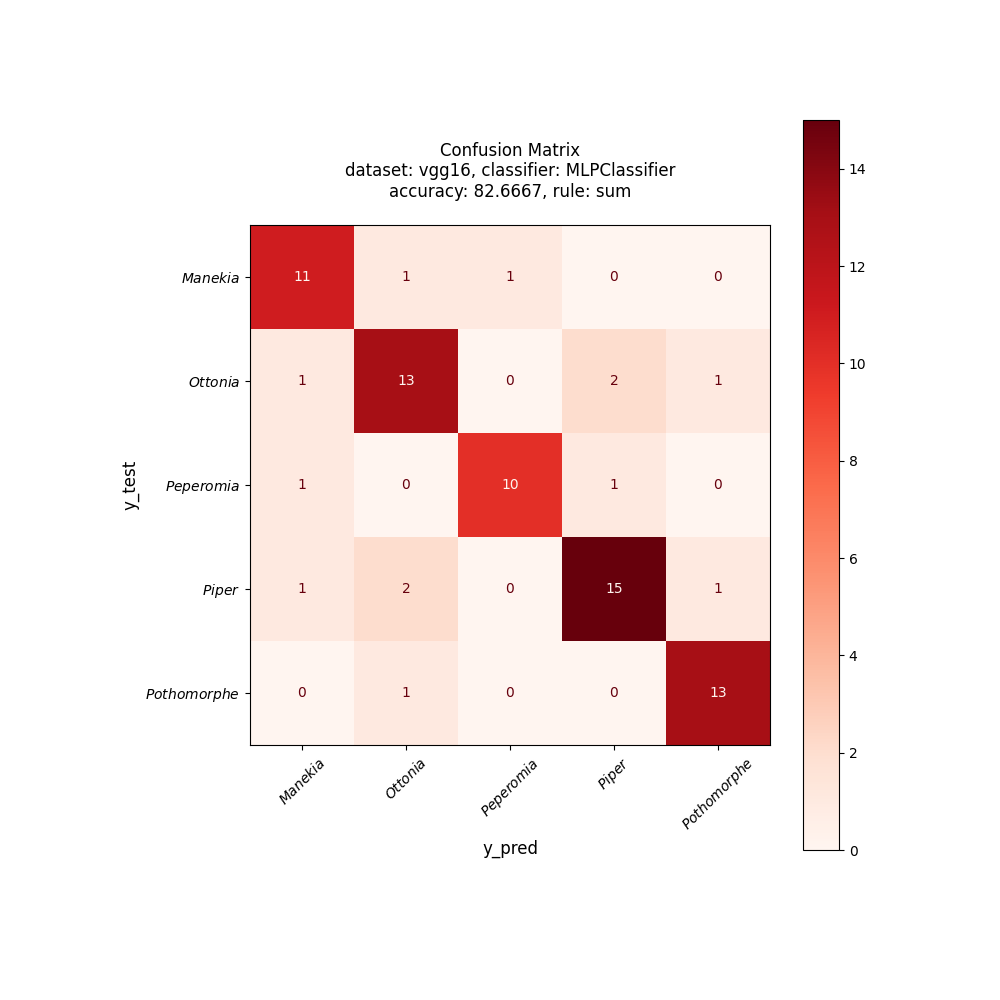 Confusion Matrix
dataset: vgg16, classifier: MLPClassifier
accuracy: 82.6667, rule: sum
Manekia 11 1 1 0 0
Ottonia 1 13 0 2 1
Peperomia 1 0 10 1 0
Piper 1 2 0 15 1
Pothomorphe 0 1 0 0 13
y_test
Manekia Ottonia Peperomia Piper Pothomorphe
y_pred
14
12
10
8
6
4
2
0